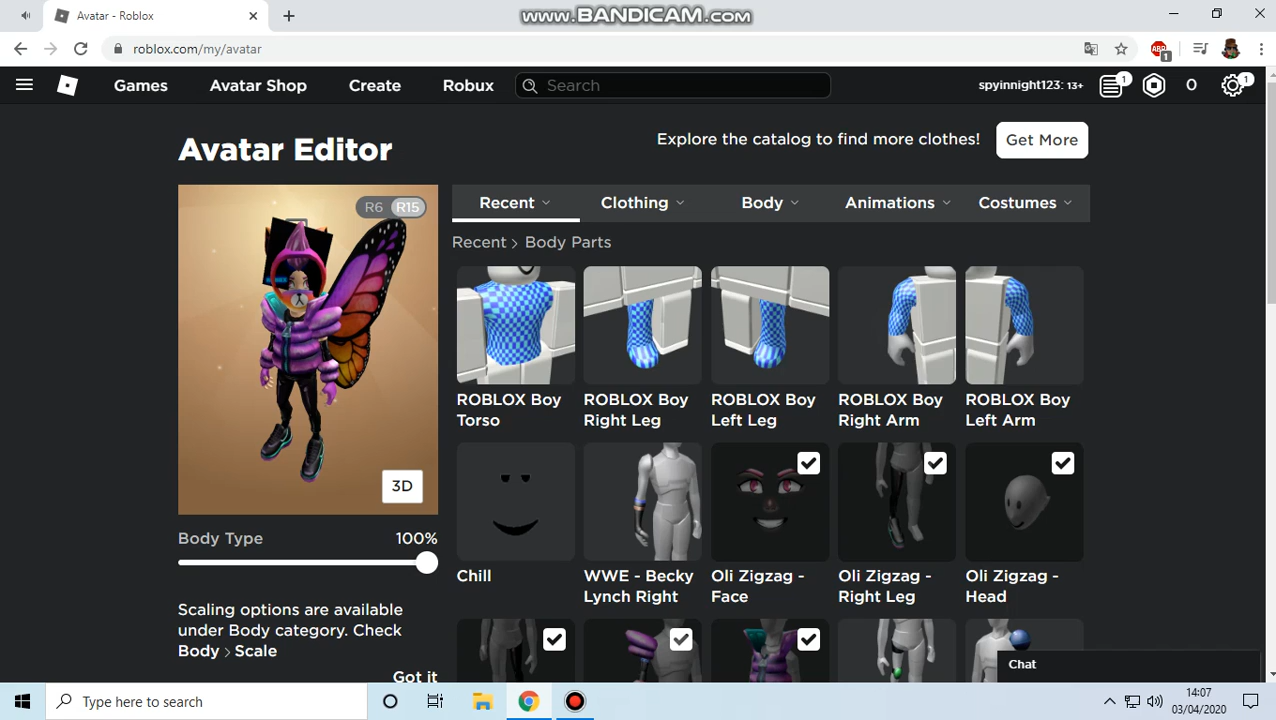 www.BANDICAM.com
Avatar - Roblox
roblox.com/my/avatar
ABP
1
Games
Avatar Shop
Create
Robux
Search
spyinnight123: 13+
1
0
1
Avatar Editor
Explore the catalog to find more clothes!
Get More
R6 R15
3D
Recent
Clothing
Body
Animations
Costumes
Recent > Body Parts
ROBLOX Boy
Torso
ROBLOX Boy
Right Leg
ROBLOX Boy
Left Leg
ROBLOX Boy
Right Arm
ROBLOX Boy
Left Arm
Chill
WWE - Becky
Lynch Right
Oli Zigzag -
Face
Oli Zigzag -
Right Leg
Oli Zigzag -
Head
Body Type 100%
Scaling options are available
under Body category. Check
Body > Scale
Got it
Chat
Type here to search
14:07
03/04/2020